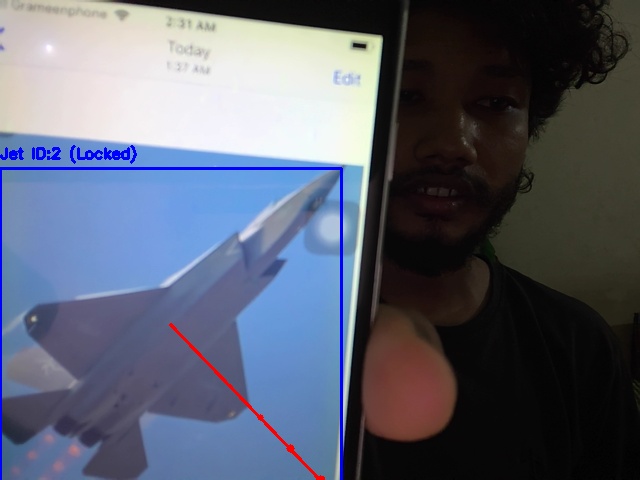 Grameenphone
2:31 AM
Today
1:27 AM
Edit
Jet ID:2 (Locked)